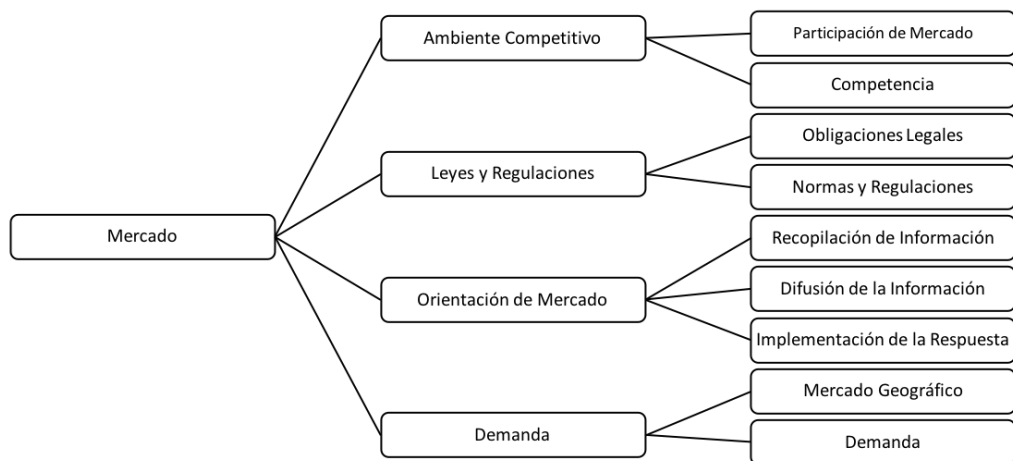 Mercado
Ambiente Competitivo
Participación de Mercado
Competencia
Leyes y Regulaciones
Obligaciones Legales
Normas y Regulaciones
Orientación de Mercado
Recopilación de Información
Difusión de la Información
Implementación de la Respuesta
Demanda
Mercado Geográfico
Demanda